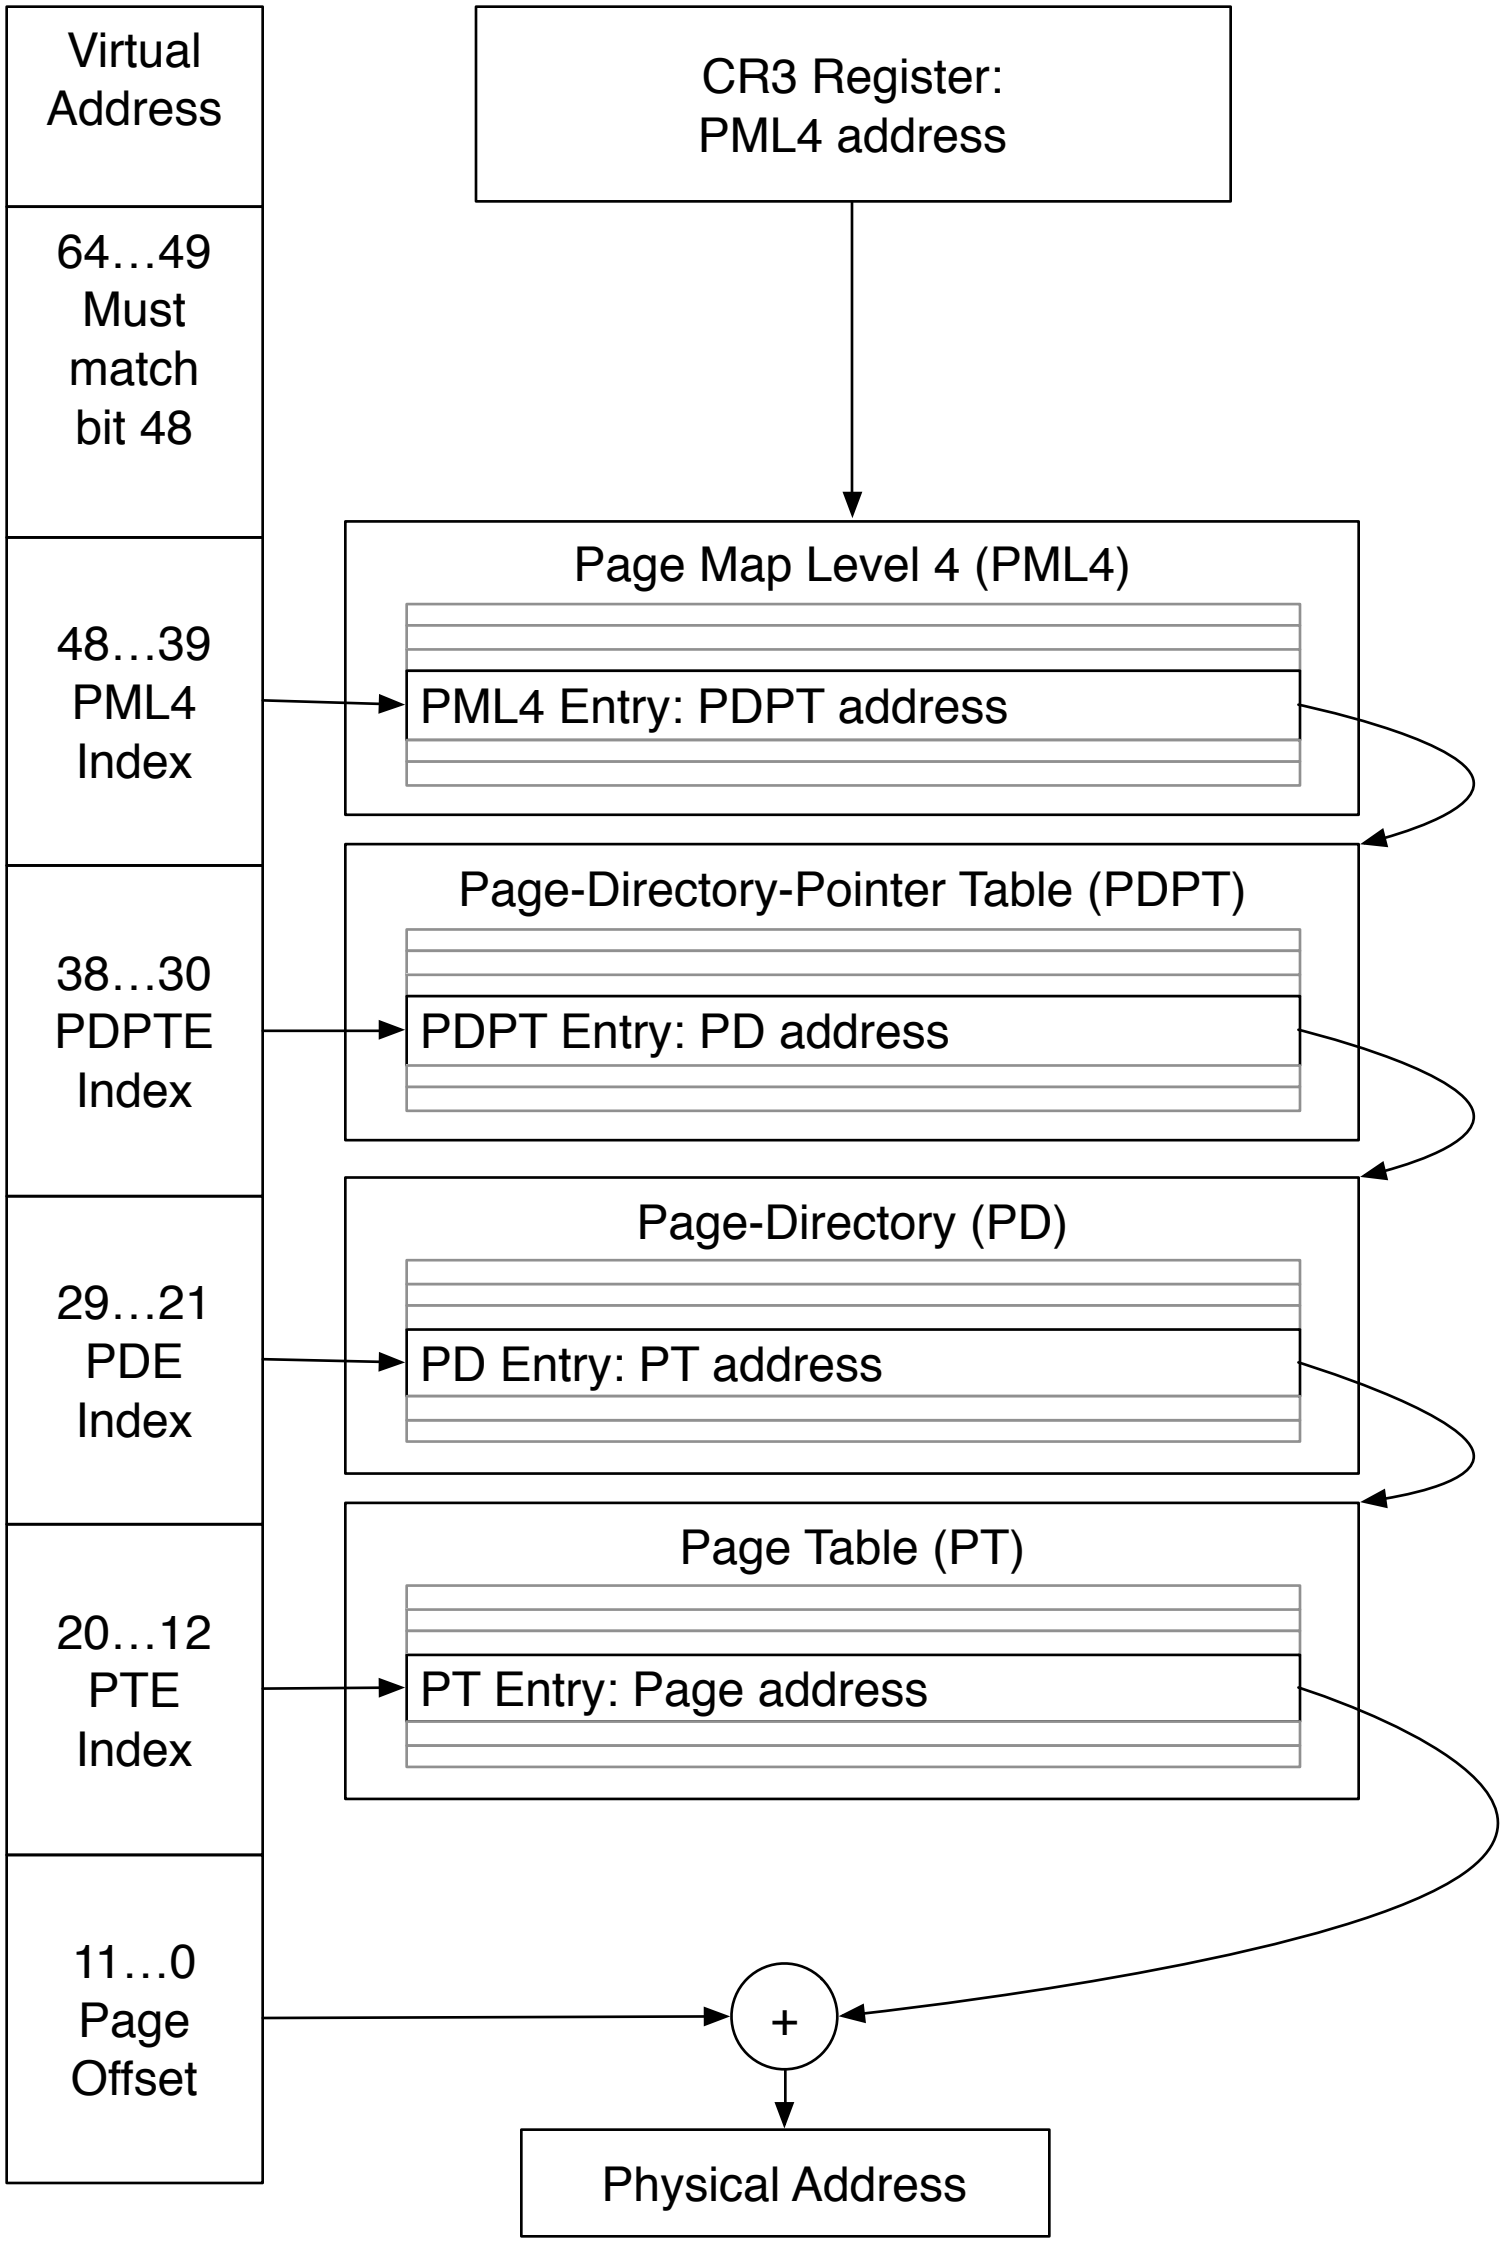 Virtual
Address
CR3 Register:
PML4 address
64…49
Must
match
bit 48
Page Map Level 4 (PML4)
48…39
PML4
Index
PML4 Entry: PDPT address
Page-Directory-Pointer Table (PDPT)
38…30
PDPTE
Index
PDPT Entry: PD address
Page-Directory (PD)
29…21
PDE
Index
PD Entry: PT address
Page Table (PT)
20…12
PTE
Index
PT Entry: Page address
11…0
Page
Offset
+
Physical Address